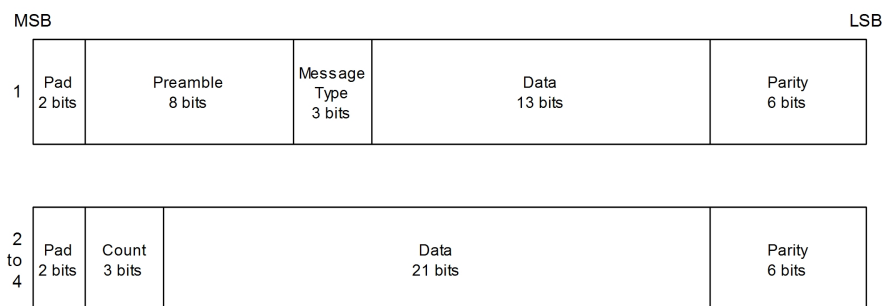 MSB LSB
1
Pad
2 bits
Preamble
8 bits
Message
Type
3 bits
Data
13 bits
Parity
6 bits
2
to
4
Pad
2 bits
Count
3 bits
Data
21 bits
Parity
6 bits